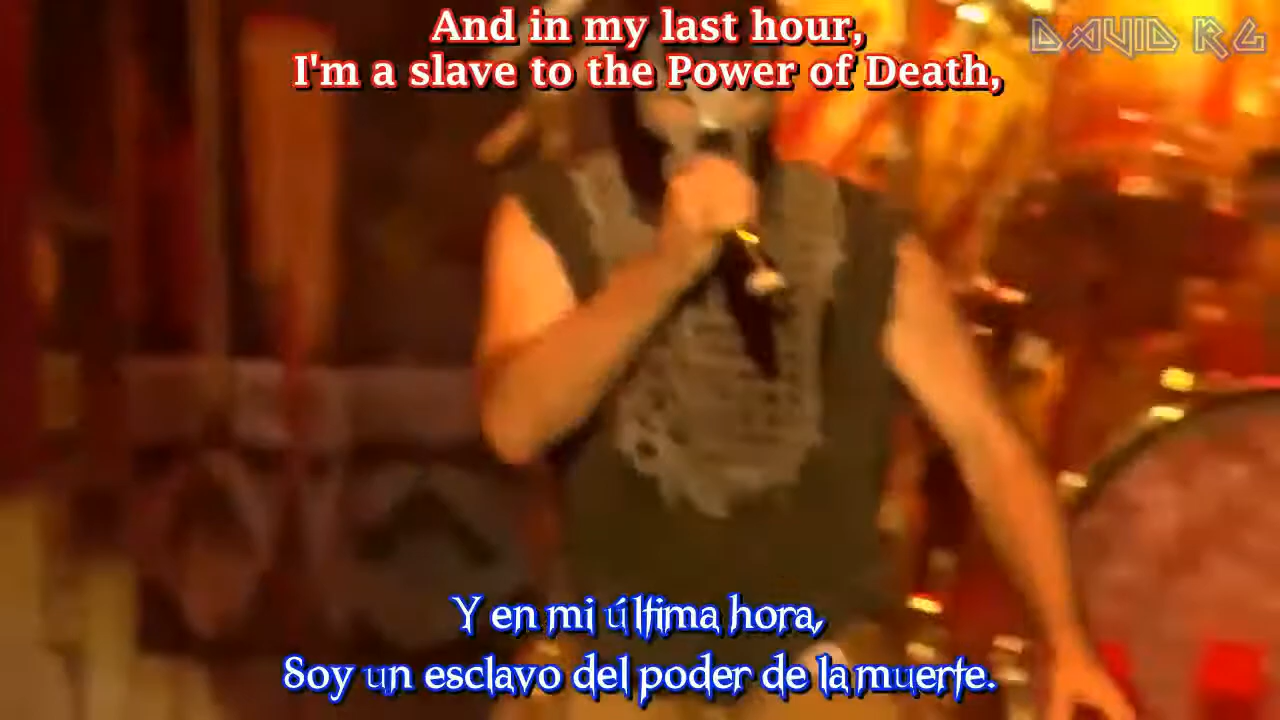 And in my last hour,
I'm a slave to the Power of Death,
DAVID RG
Y en mi última hora,
Soy un esclavo del poder de la muerte.